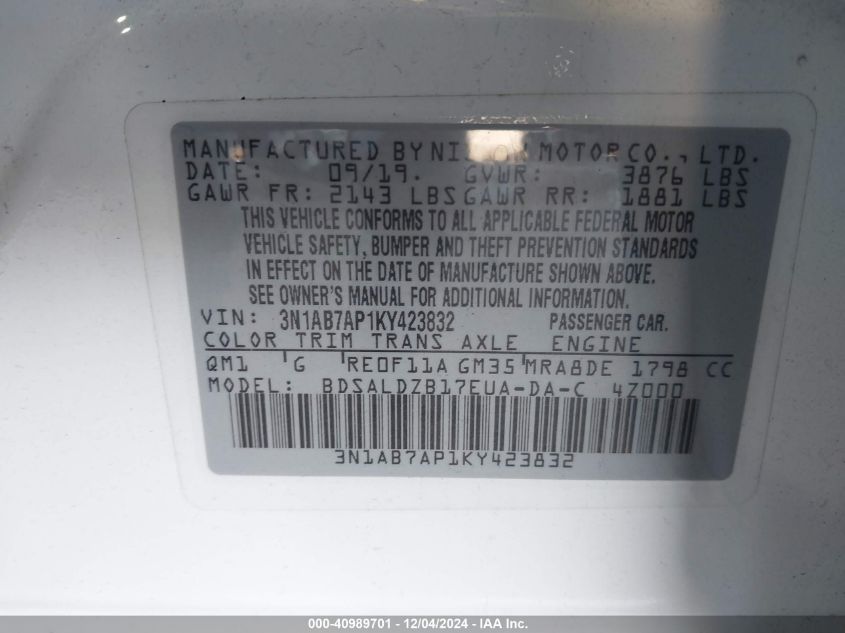 MANUFACTURED BY NISSAN MOTOR CO., LTD.
DATE: 09/19. GVWR: 3876 LBS
GAWR FR: 2143 LBS GAWR RR: 1881 LBS
THIS VEHICLE CONFORMS TO ALL APPLICABLE FEDERAL MOTOR
VEHICLE SAFETY, BUMPER AND THEFT PREVENTION STANDARDS
IN EFFECT ON THE DATE OF MANUFACTURE SHOWN ABOVE.
SEE OWNER'S MANUAL FOR ADDITIONAL INFORMATION.
VIN: 3N1AB7AP1KY423832 PASSENGER CAR.
COLOR TRIM TRANS AXLE ENGINE
QM1 G RE0F11A GM35 MRA8DE 1798 CC
MODEL: BDSALDZB17EUA-DA-C 4Z000
3N1AB7AP1KY423832
000-40989701 - 12/04/2024 - IAA Inc.